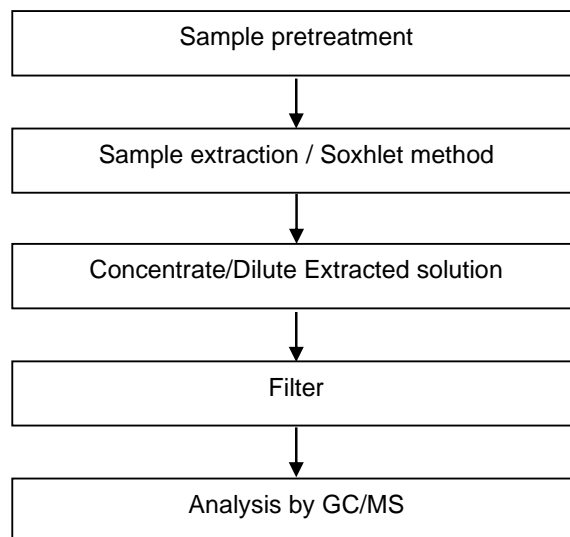 Sample pretreatment
Sample extraction / Soxhlet method
Concentrate/Dilute Extracted solution
Filter
Analysis by GC/MS